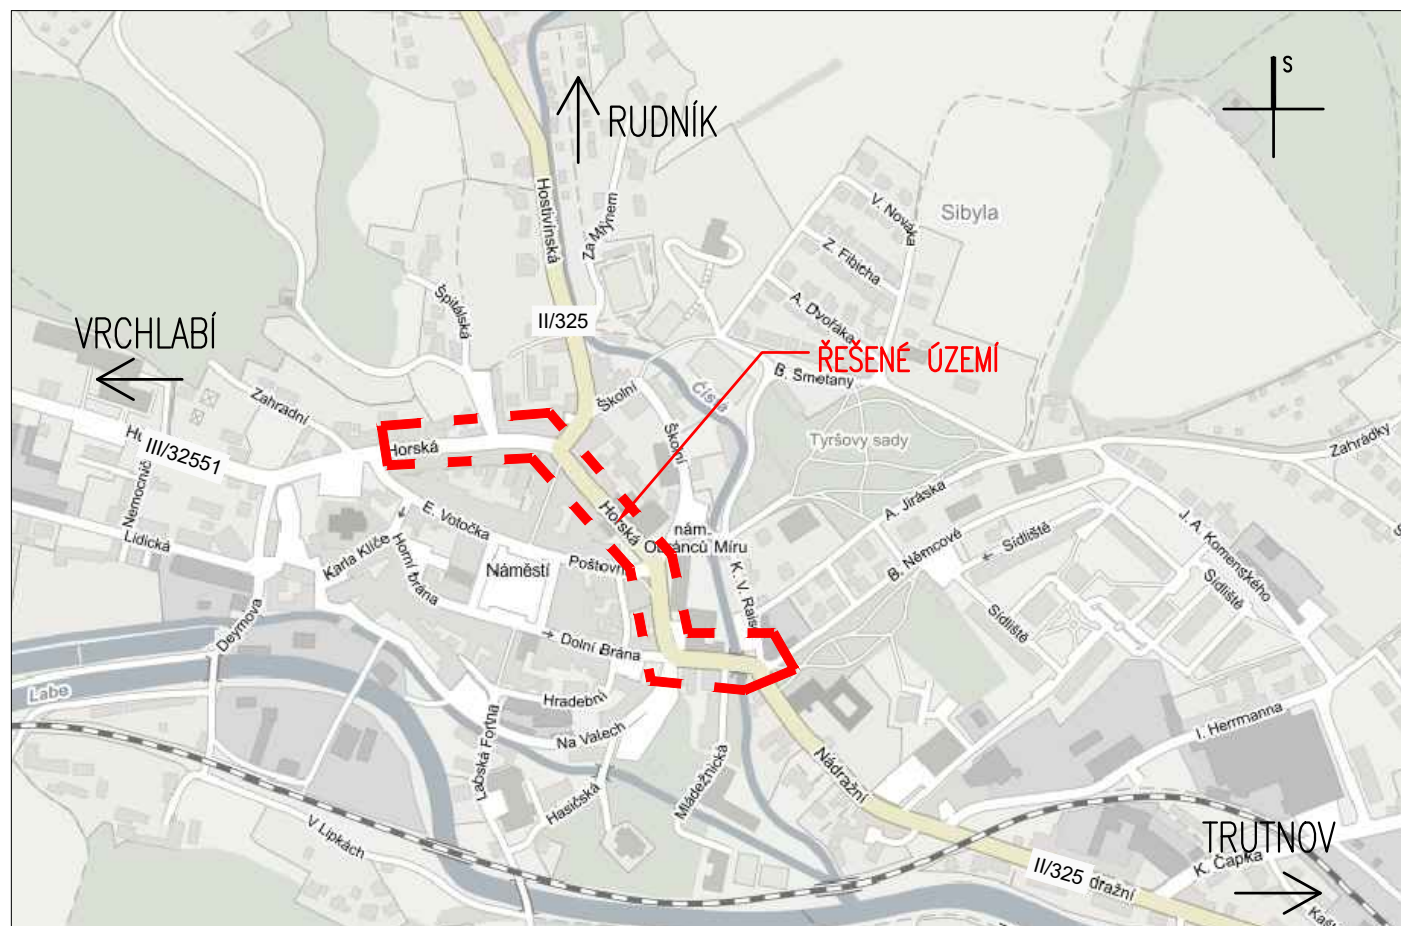 S
RUDNÍK
Hostivínská
Za Mlýnem
V. Nováka
Sibyla
Z. Fibicha
Špitálská
A. Dvořáka
II/325
VRCHLABÍ
ŘEŠENÉ ÚZEMÍ
B. Smetany
Čistá
Školní
Zahradní
Školní
Tyršovy sady
Zahrádky
Horská
III/32551
Nemocnič
A. Jiráska
E. Votočka
Horská
nám.
Obránců Míru
J. A. Komenského
Lidická
Karla Klíče
Horní brána
Náměstí
Poštovní
B. Němcové
Sídliště
Sídliště
Sídliště
K. V. Raise
Deymova
Dolní Brána
Labe
Hradební
Na Valech
Labská Fortna
I. Herrmanna
Mládežnická
Nádražní
Hasičská
V Lipkách
TRUTNOV
K. Čapka
II/325
dražní